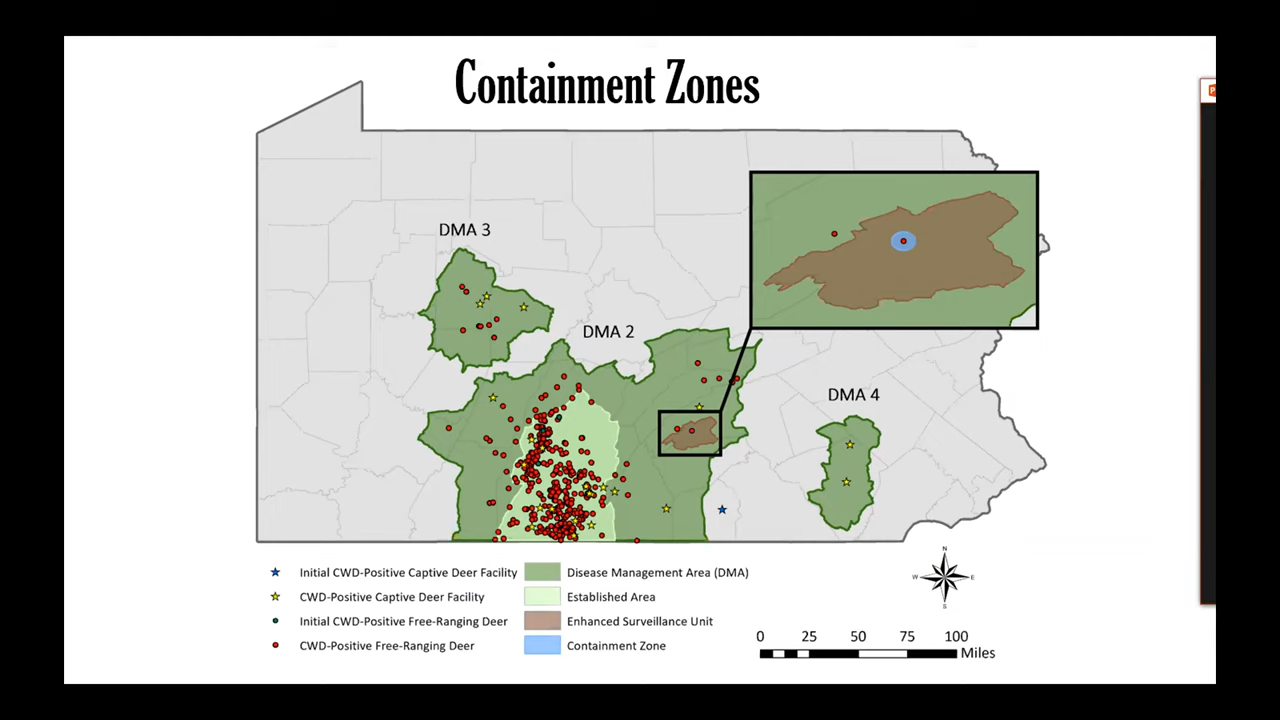 Containment Zones
DMA 3
DMA 2
DMA 4
Initial CWD-Positive Captive Deer Facility
CWD-Positive Captive Deer Facility
Initial CWD-Positive Free-Ranging Deer
CWD-Positive Free-Ranging Deer
Disease Management Area (DMA)
Established Area
Enhanced Surveillance Unit
Containment Zone
N
W E
S
0 25 50 75 100
Miles